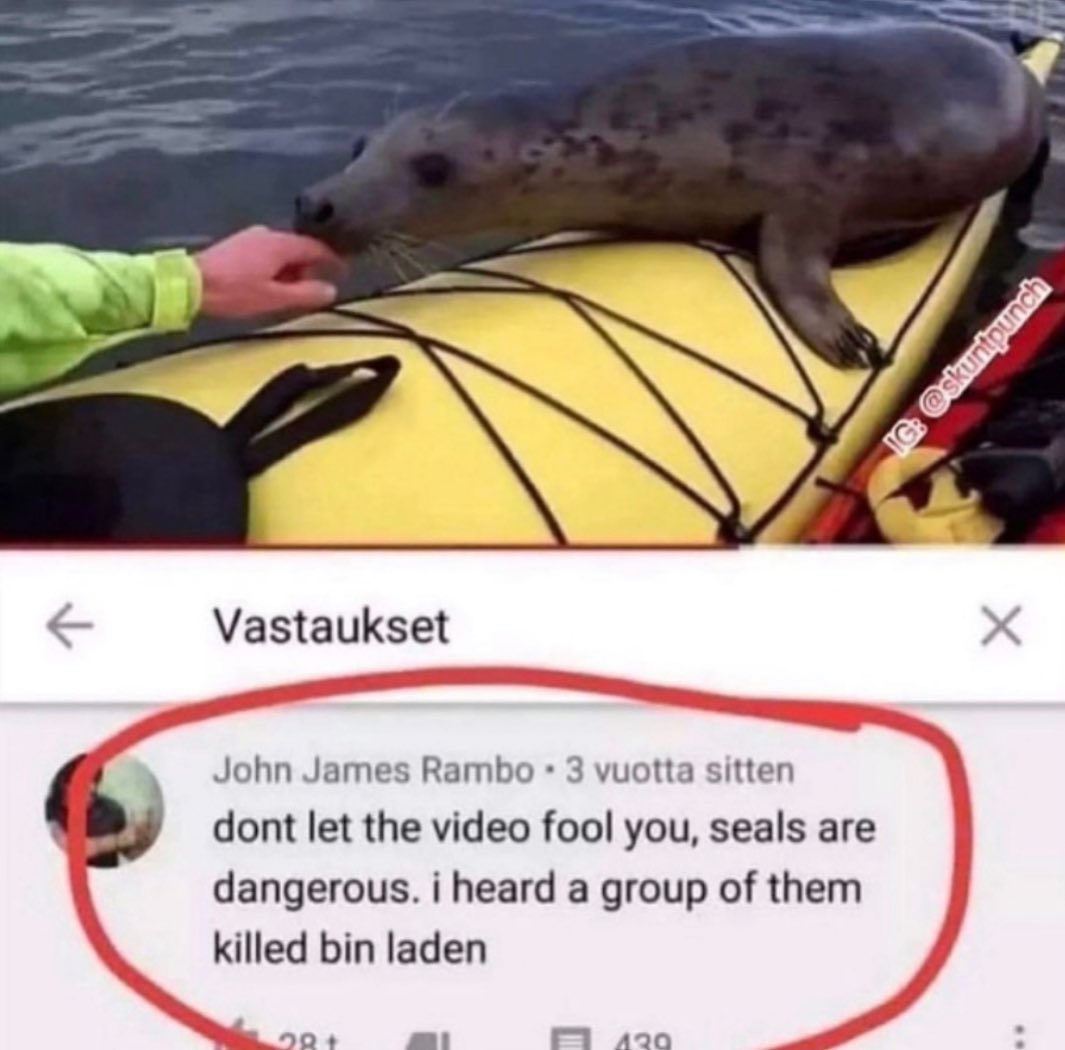 IG: @skuntpunch
Vastaukset
John James Rambo • 3 vuotta sitten
dont let the video fool you, seals are
dangerous. i heard a group of them
killed bin laden
28 t 439